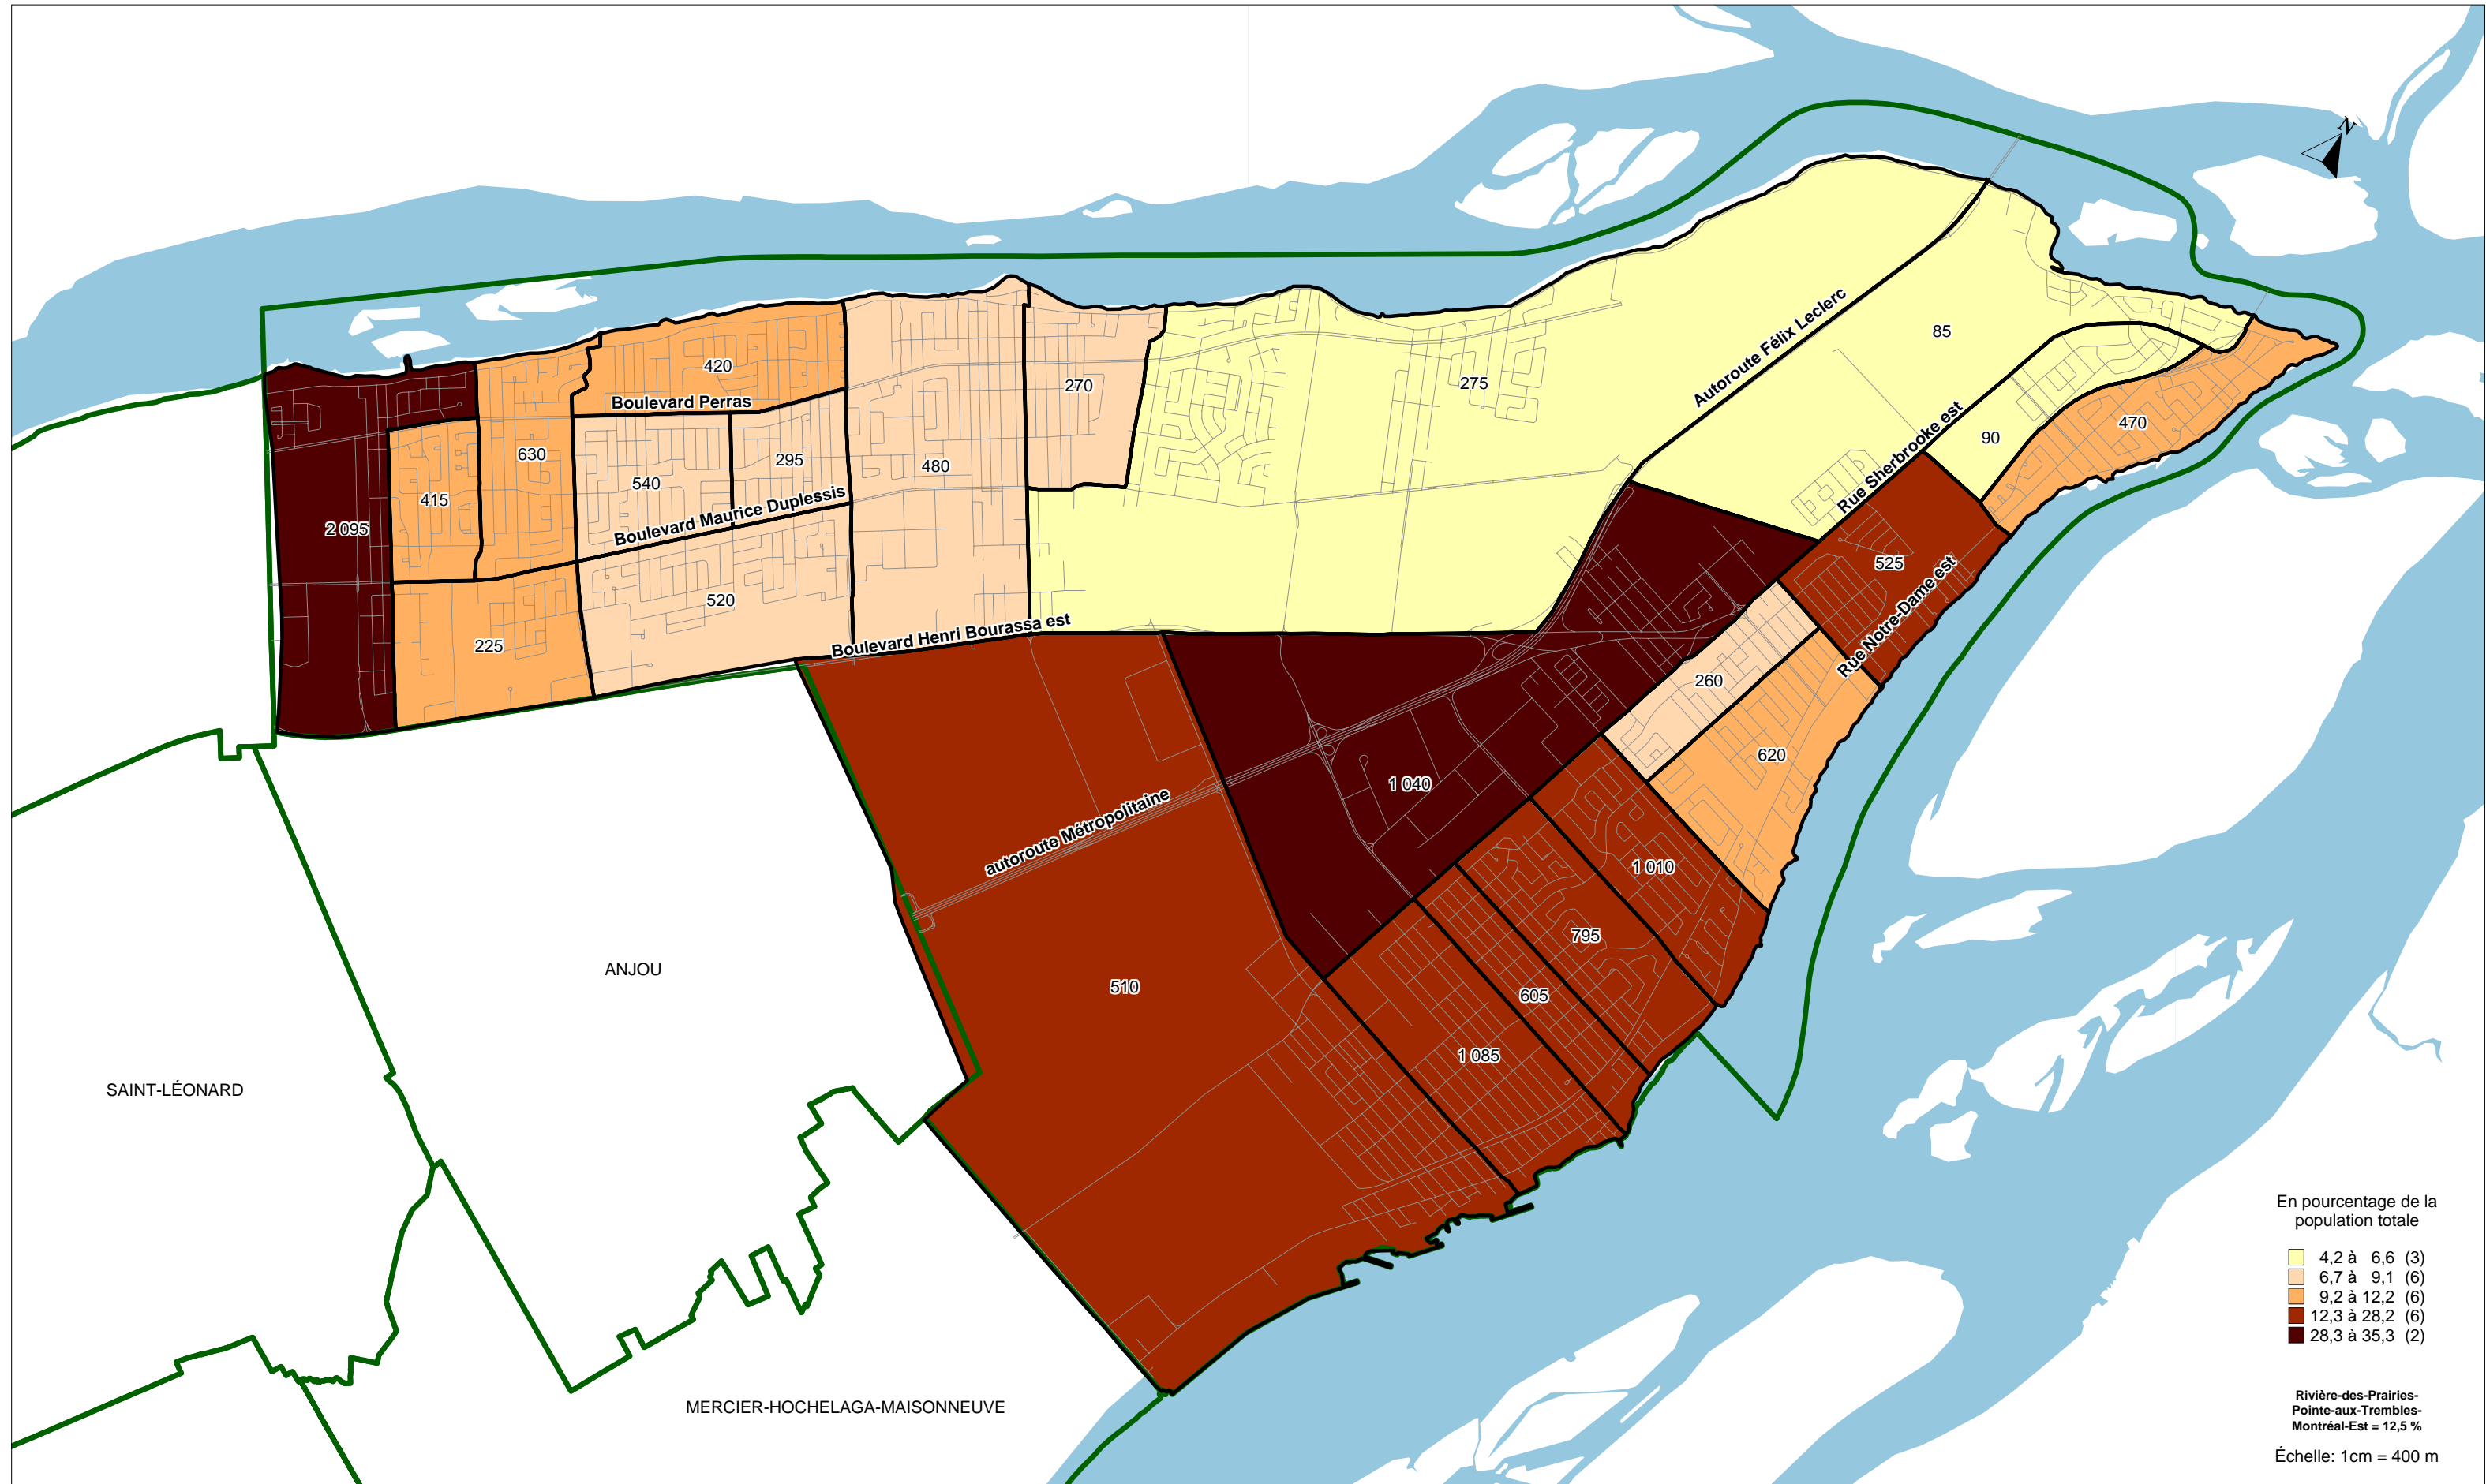 N
Autoroute Félix Leclerc
85
420
Boulevard Perras
270
275
Rue Sherbrooke est
470
90
630
295
480
540
415
Boulevard Maurice Duplessis
2 095
525
520
Rue Notre-Dame est
Boulevard Henri Bourassa est
225
260
620
1 040
autoroute Métropolitaine
1 010
795
ANJOU
510
605
1 085
SAINT-LÉONARD
MERCIER-HOCHELAGA-MAISONNEUVE
En pourcentage de la
population totale
4,2 à 6,6 (3)
6,7 à 9,1 (6)
9,2 à 12,2 (6)
12,3 à 28,2 (6)
28,3 à 35,3 (2)
Rivière-des-Prairies-
Pointe-aux-Trembles-
Montréal-Est = 12,5 %
Échelle: 1cm = 400 m